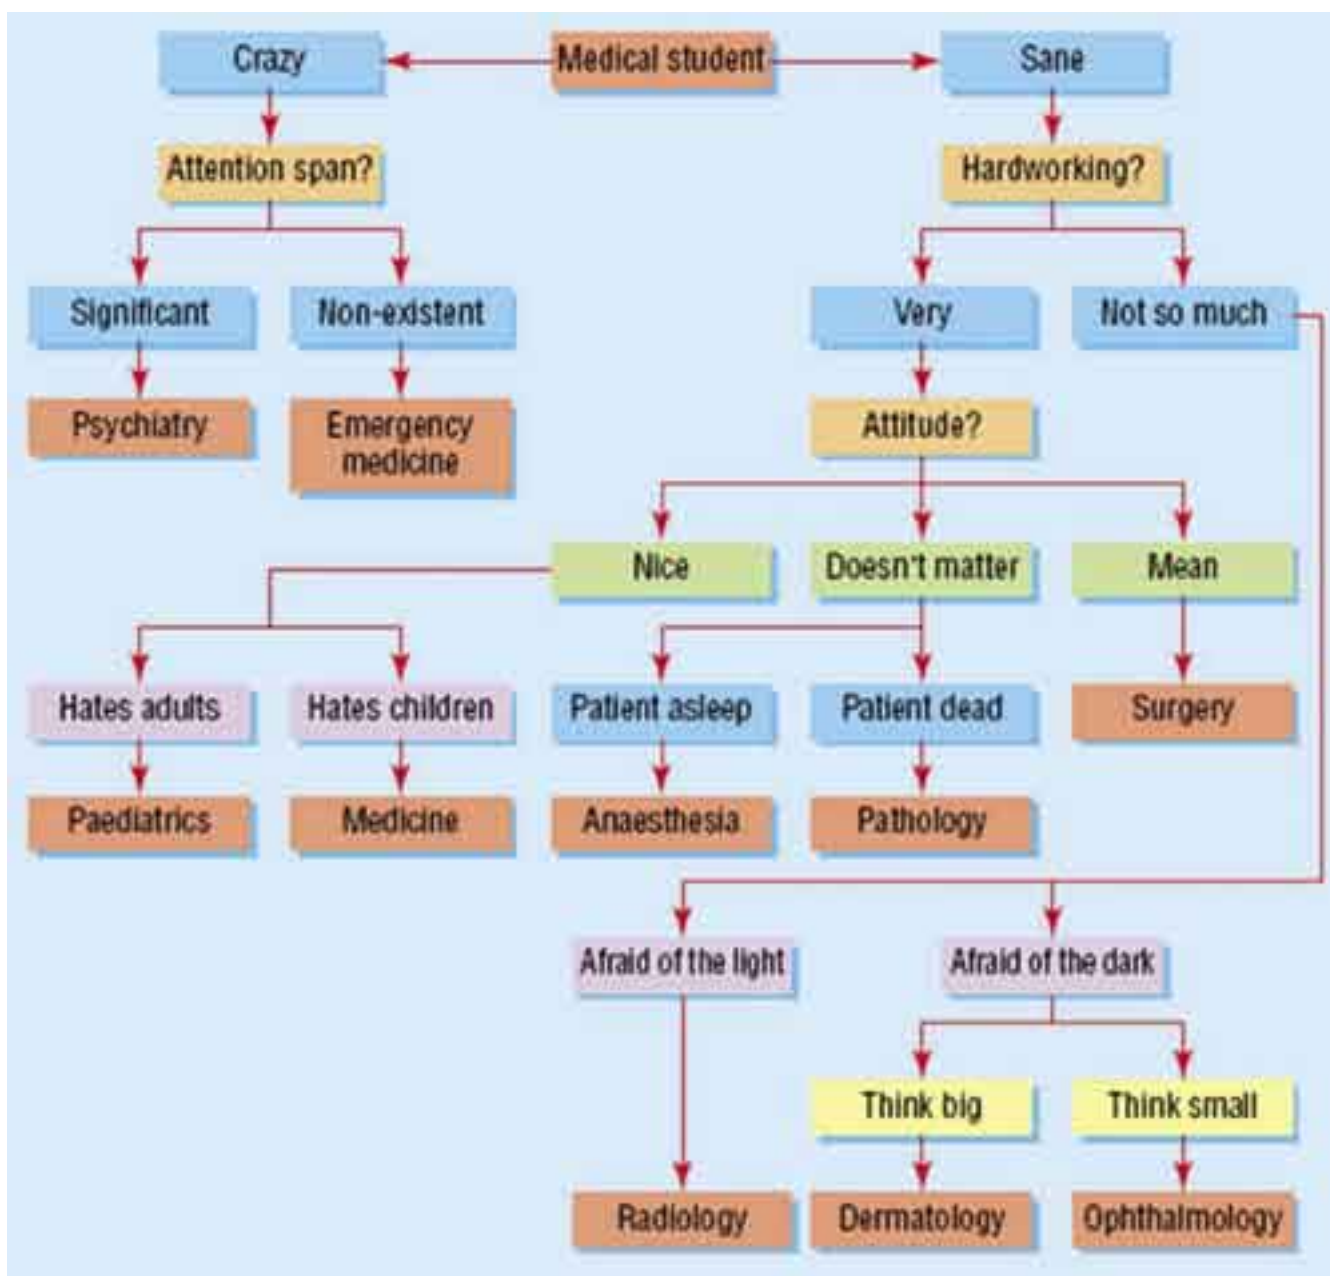 Crazy
Medical student
Sane
Attention span?
Hardworking?
Significant
Non-existent
Very
Not so much
Psychiatry
Emergency
medicine
Attitude?
Nice
Doesn't matter
Mean
Hates adults
Hates children
Patient asleep
Patient dead
Surgery
Paediatrics
Medicine
Anaesthesia
Pathology
Afraid of the light
Afraid of the dark
Think big
Think small
Radiology
Dermatology
Ophthalmology